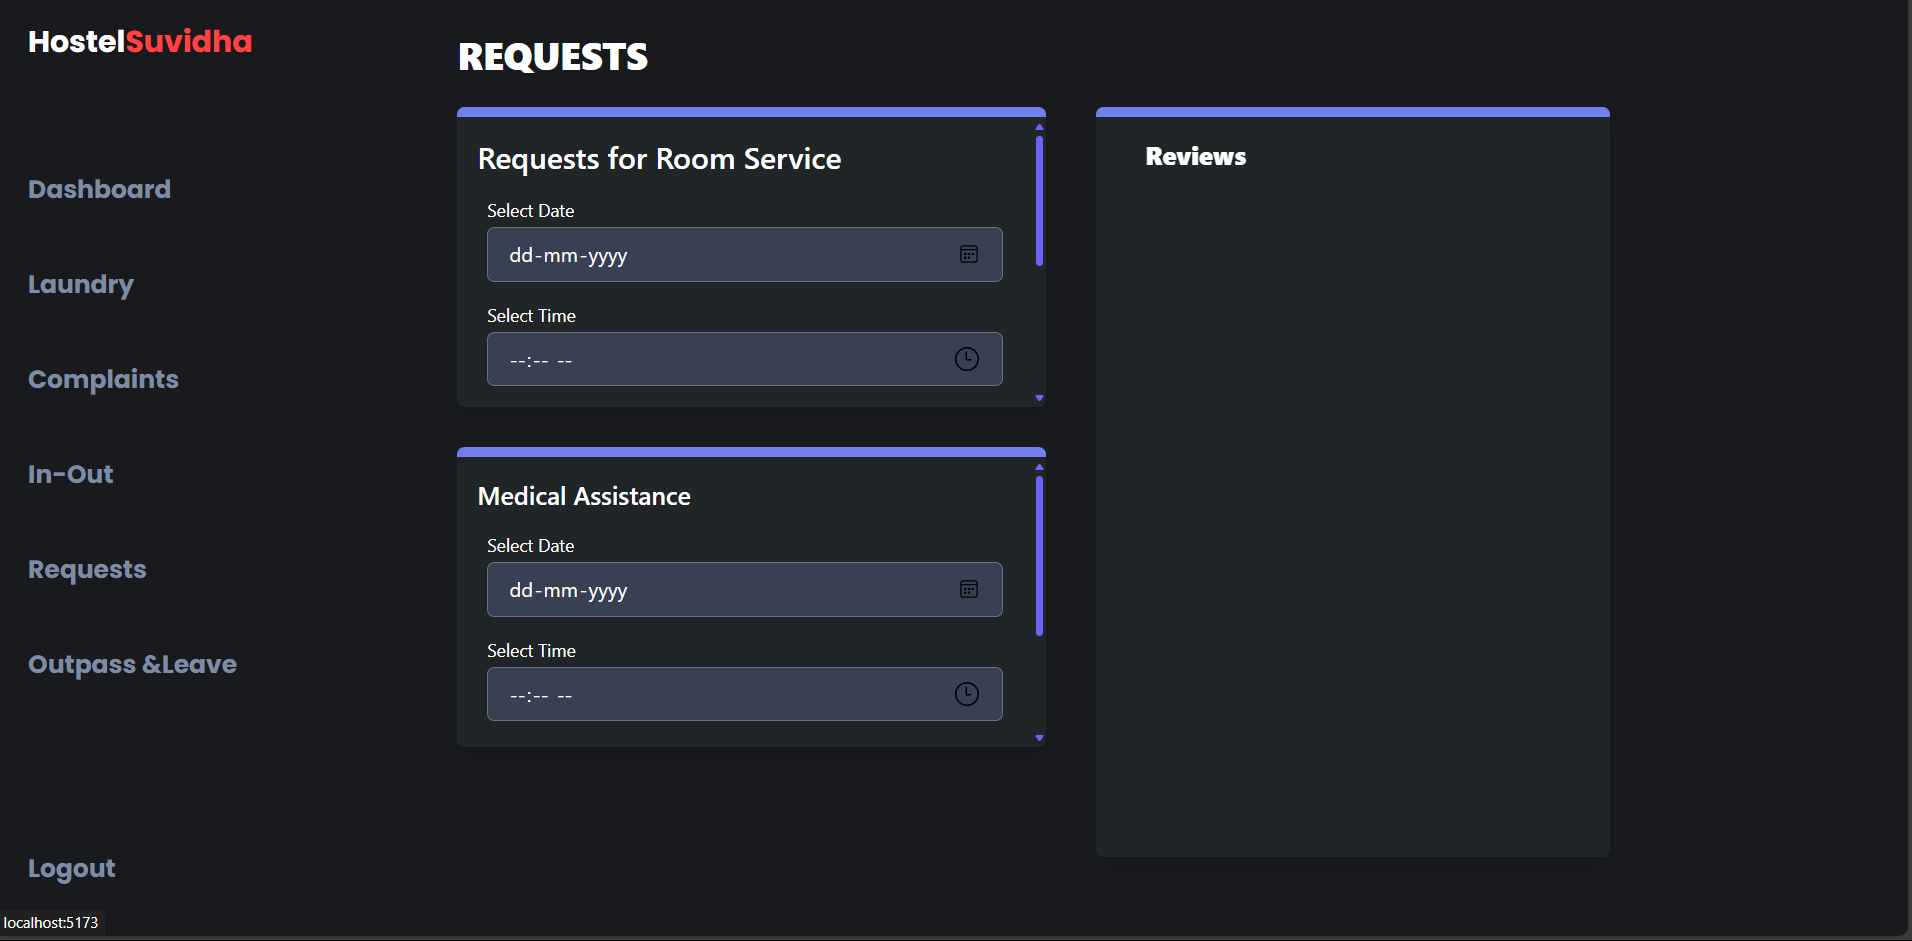 HostelSuvidha
Dashboard
Laundry
Complaints
In-Out
Requests
Outpass &Leave
Logout
localhost:5173
REQUESTS
Requests for Room Service
Select Date
dd-mm-yyyy
Select Time
--:-- --
Medical Assistance
Select Date
dd-mm-yyyy
Select Time
--:-- --
Reviews